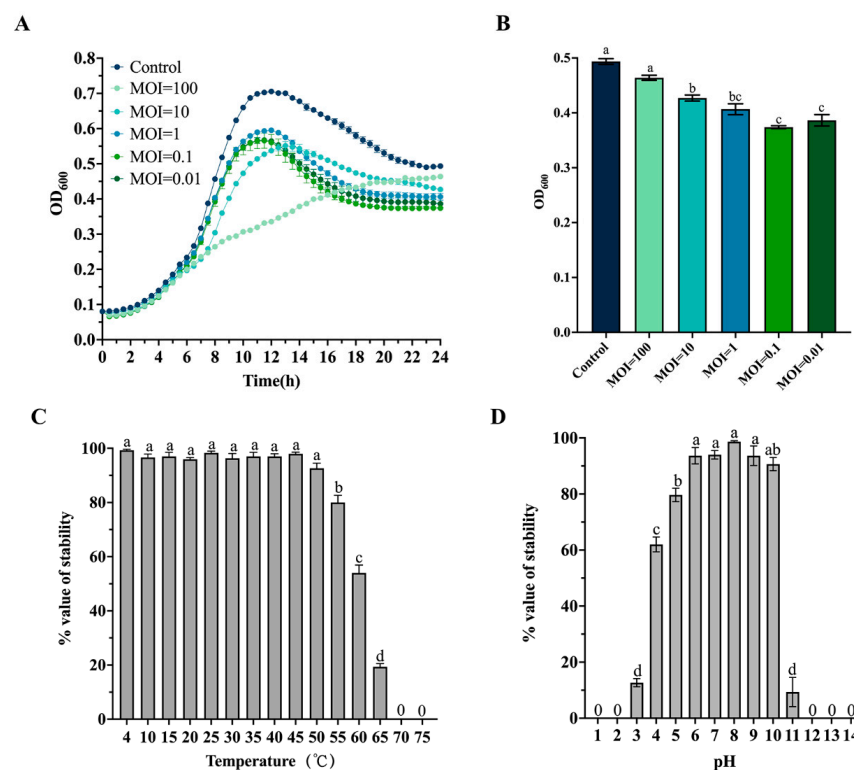 A
0.8
0.7
0.6
0.5
0.4
0.3
0.2
0.1
0.0
OD600
Control
MOI=100
MOI=10
MOI=1
MOI=0.1
MOI=0.01
0 2 4 6 8 10 12 14 16 18 20 22 24
Time(h)
B
0.5
0.4
0.3
0.2
0.1
0.0
OD600
a a b bc c c
Control MOI=100 MOI=10 MOI=1 MOI=0.1 MOI=0.01
C
100
80
60
40
20
0
% value of stability
a a a a a a a a a a b c d 0 0
4 10 15 20 25 30 35 40 45 50 55 60 65 70 75
Temperature（℃）
D
100
80
60
40
20
0
% value of stability
0 0 d c b a a a a ab d 0 0 0
1 2 3 4 5 6 7 8 9 10 11 12 13 14
pH